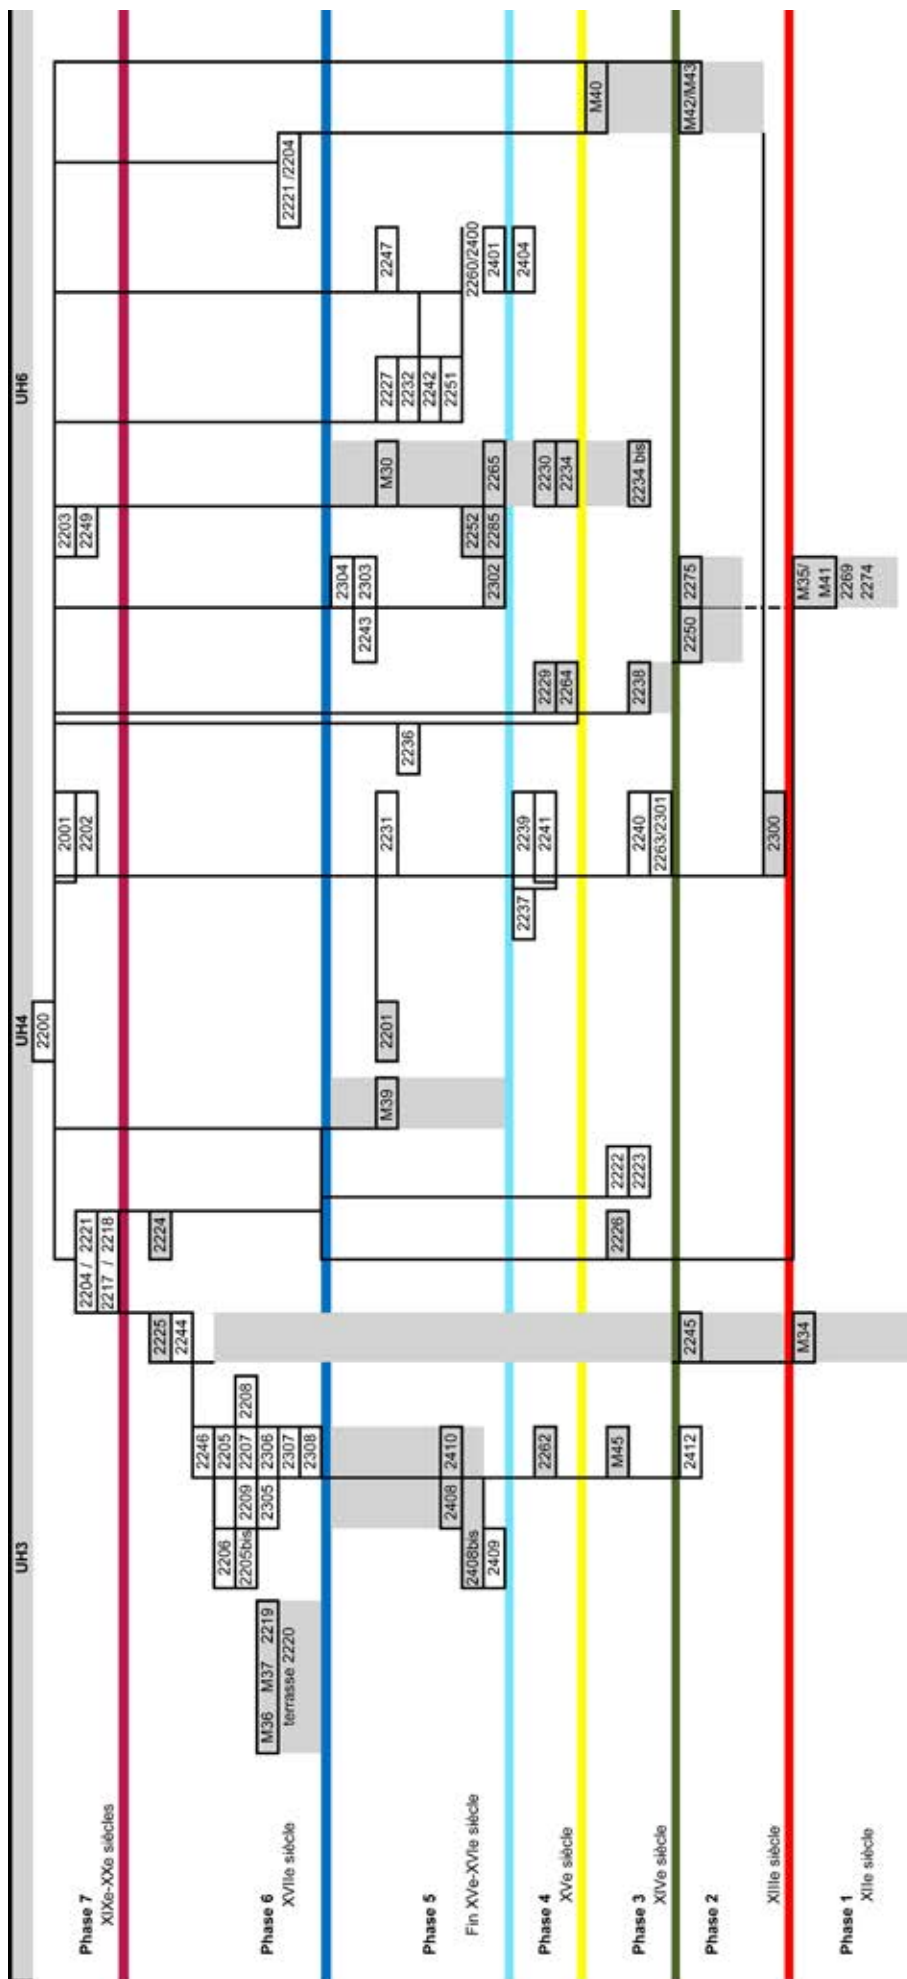 UH3
UH4
UH6
2200
Phase 7
XIXe-XXe siècles
2204 / 2221
2217 / 2218
2001
2202
2203
2249
Phase 6
XVIIe siècle
2225
2244
2224
2246
2206
2205
2205bis
2209
2207
2208
M36 M37 2219
2305
2306
terrasse 2220
2307
2308
2221 /2204
Phase 5
Fin XVe-XVIe siècle
2304
2243
2303
M39
2201
2231
M30
2227
2247
2236
2232
2242
2408
2410
2251
2408bis
2252
2260/2400
2409
2302
2285
2265
2401
Phase 4
XVe siècle
2237
2239
2404
2262
2241
2229
2230
2264
2234
Phase 3
XIVe siècle
M40
M45
2226
2222
2223
2240
2238
2234 bis
2263/2301
Phase 2
XIIIe siècle
2412
2245
2250
2275
M42/M43
2300
Phase 1
XIIe siècle
M34
M35/
M41
2269
2274